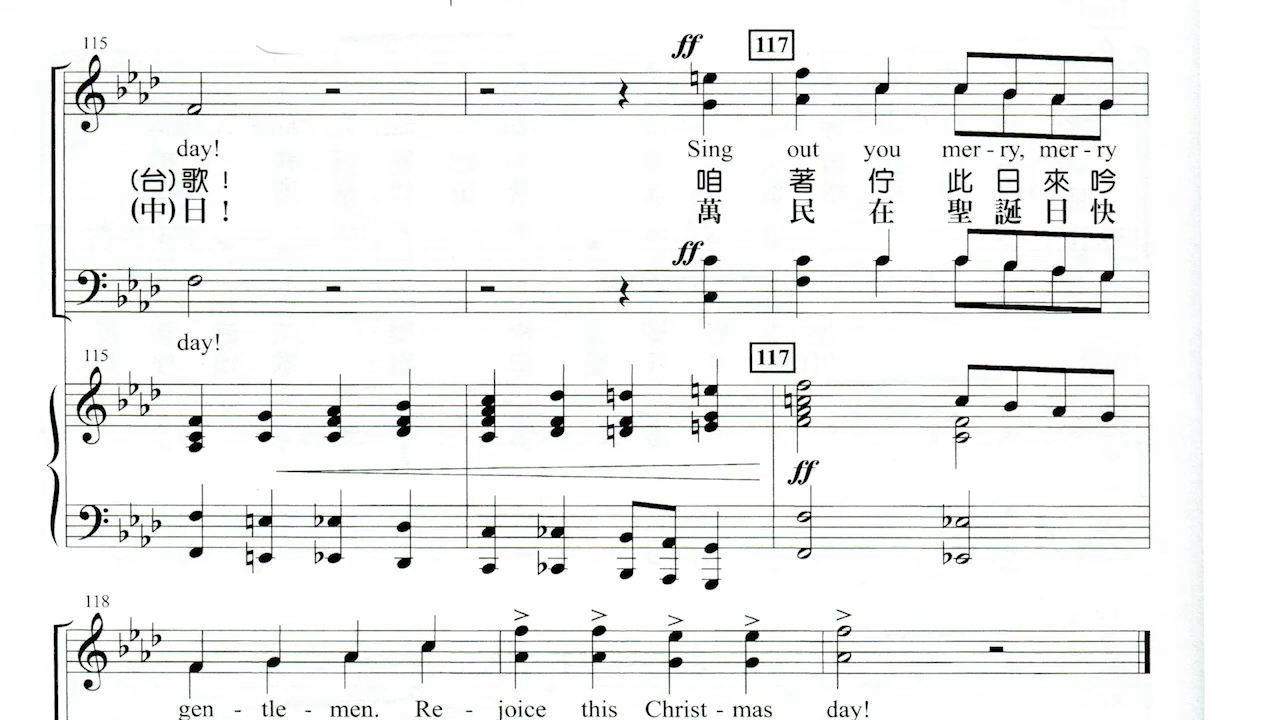 115
ff 117
day! Sing out you mer - ry, mer - ry
(台)歌！ 咱 著 佇 此 日 來 吟
(中)日！ 萬 民 在 聖 誕 日 快
ff
day!
115 117
ff
118
gen - tle - men. Re - joice this Christ - mas day!